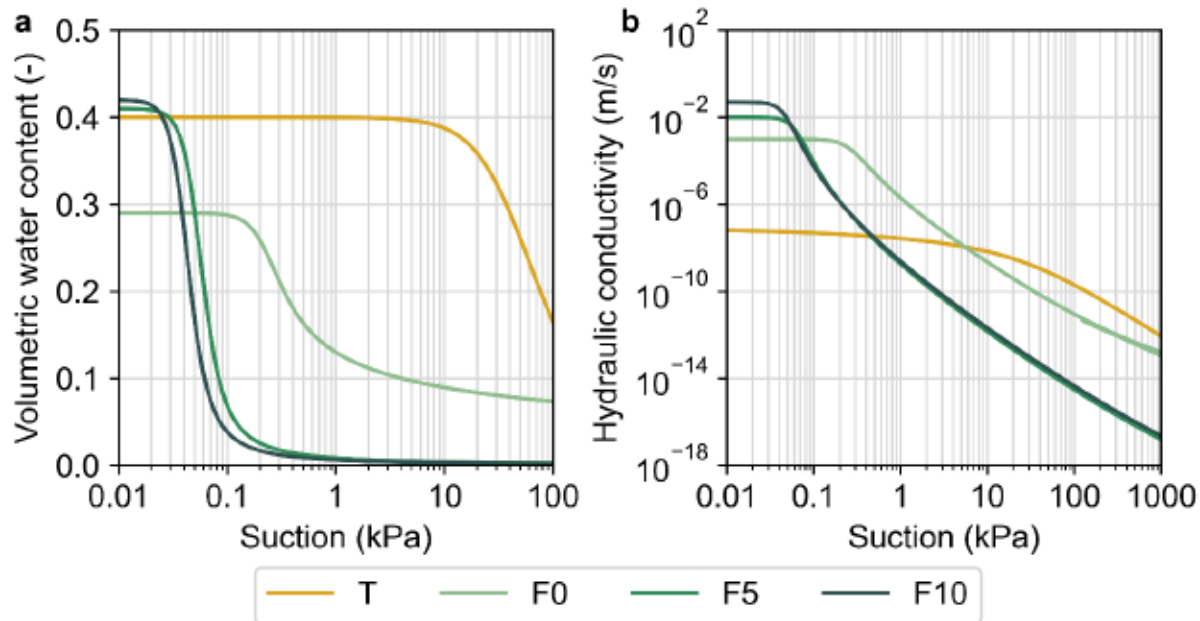 a
Volumetric water content (-)
0.5
0.4
0.3
0.2
0.1
0.0
0.01
0.1
1
10
100
Suction (kPa)
b
Hydraulic conductivity (m/s)
10²
10⁻²
10⁻⁶
10⁻¹⁰
10⁻¹⁴
10⁻¹⁸
0.01
0.1
1
10
100
1000
Suction (kPa)
T
F0
F5
F10